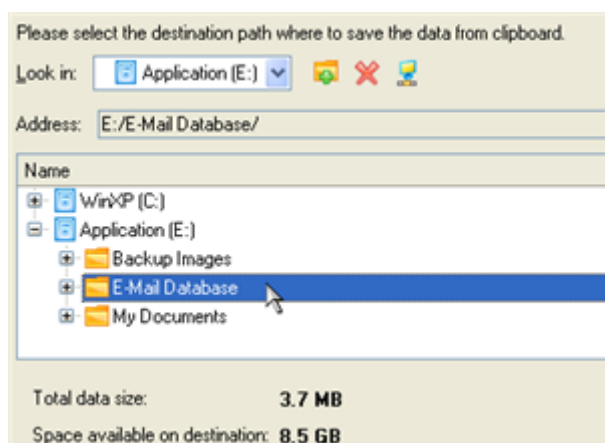 Please select the destination path where to save the data from clipboard.
Look in: Application (E:)
Address: E:/E-Mail Database/
Name
WinXP (C:)
Application (E:)
Backup Images
E-Mail Database
My Documents
Total data size: 3.7 MB
Space available on destination: 8.5 GB